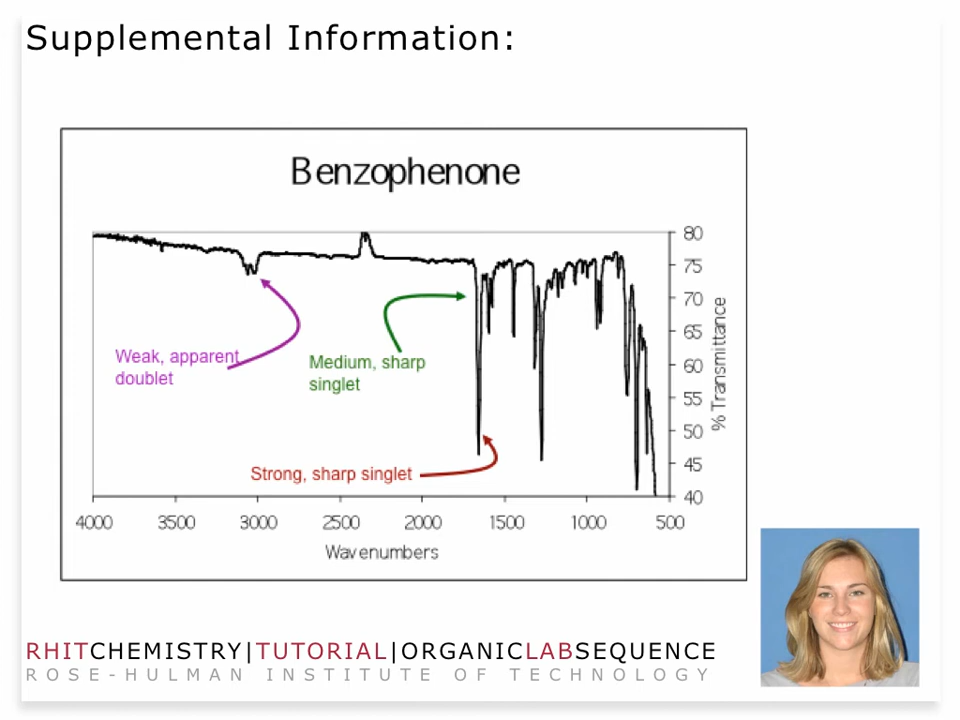 Supplemental Information:
Benzophenone
80
75
70
65
60
55
50
45
40
% Transmittance
Weak, apparent
doublet
Medium, sharp
singlet
Strong, sharp singlet
4000 3500 3000 2500 2000 1500 1000 500
Wavenumbers
RHITCHEMISTRY|TUTORIAL|ORGANICLABSEQUENCE
ROSE-HULMAN INSTITUTE OF TECHNOLOGY